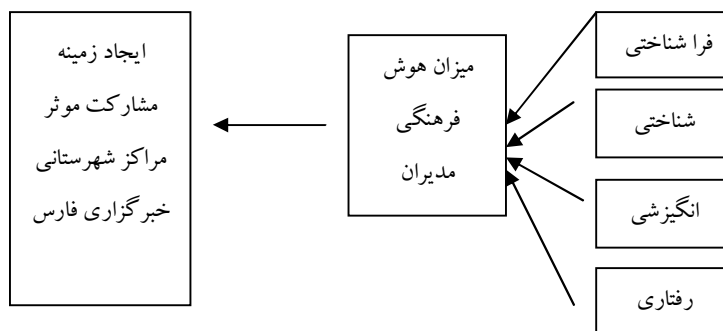 فرا شناختی
شناختی
انگیزشی
رفتاری
میزان هوش
فرهنگی
مدیران
ایجاد زمینه
مشارکت موثر
مراکز شهرستانی
خبرگزاری فارس